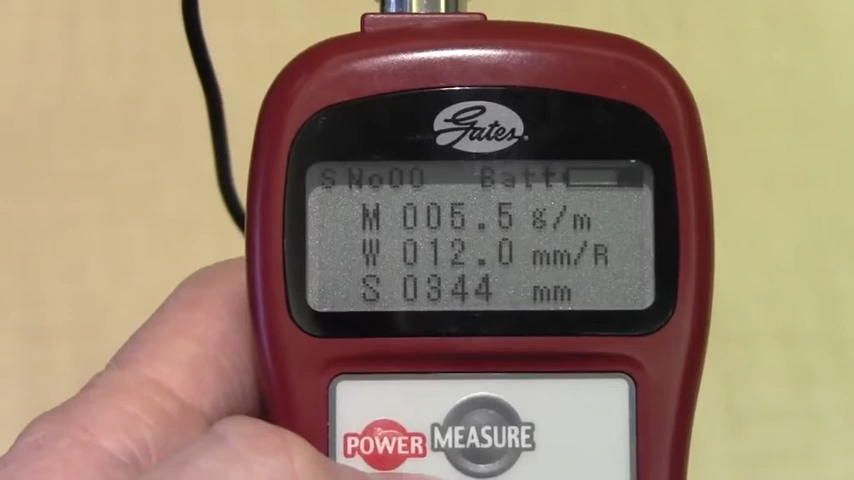 Gates
S No00 Batt
M 005.5 g/m
W 012.0 mm/R
S 0344 mm
POWER MEASURE